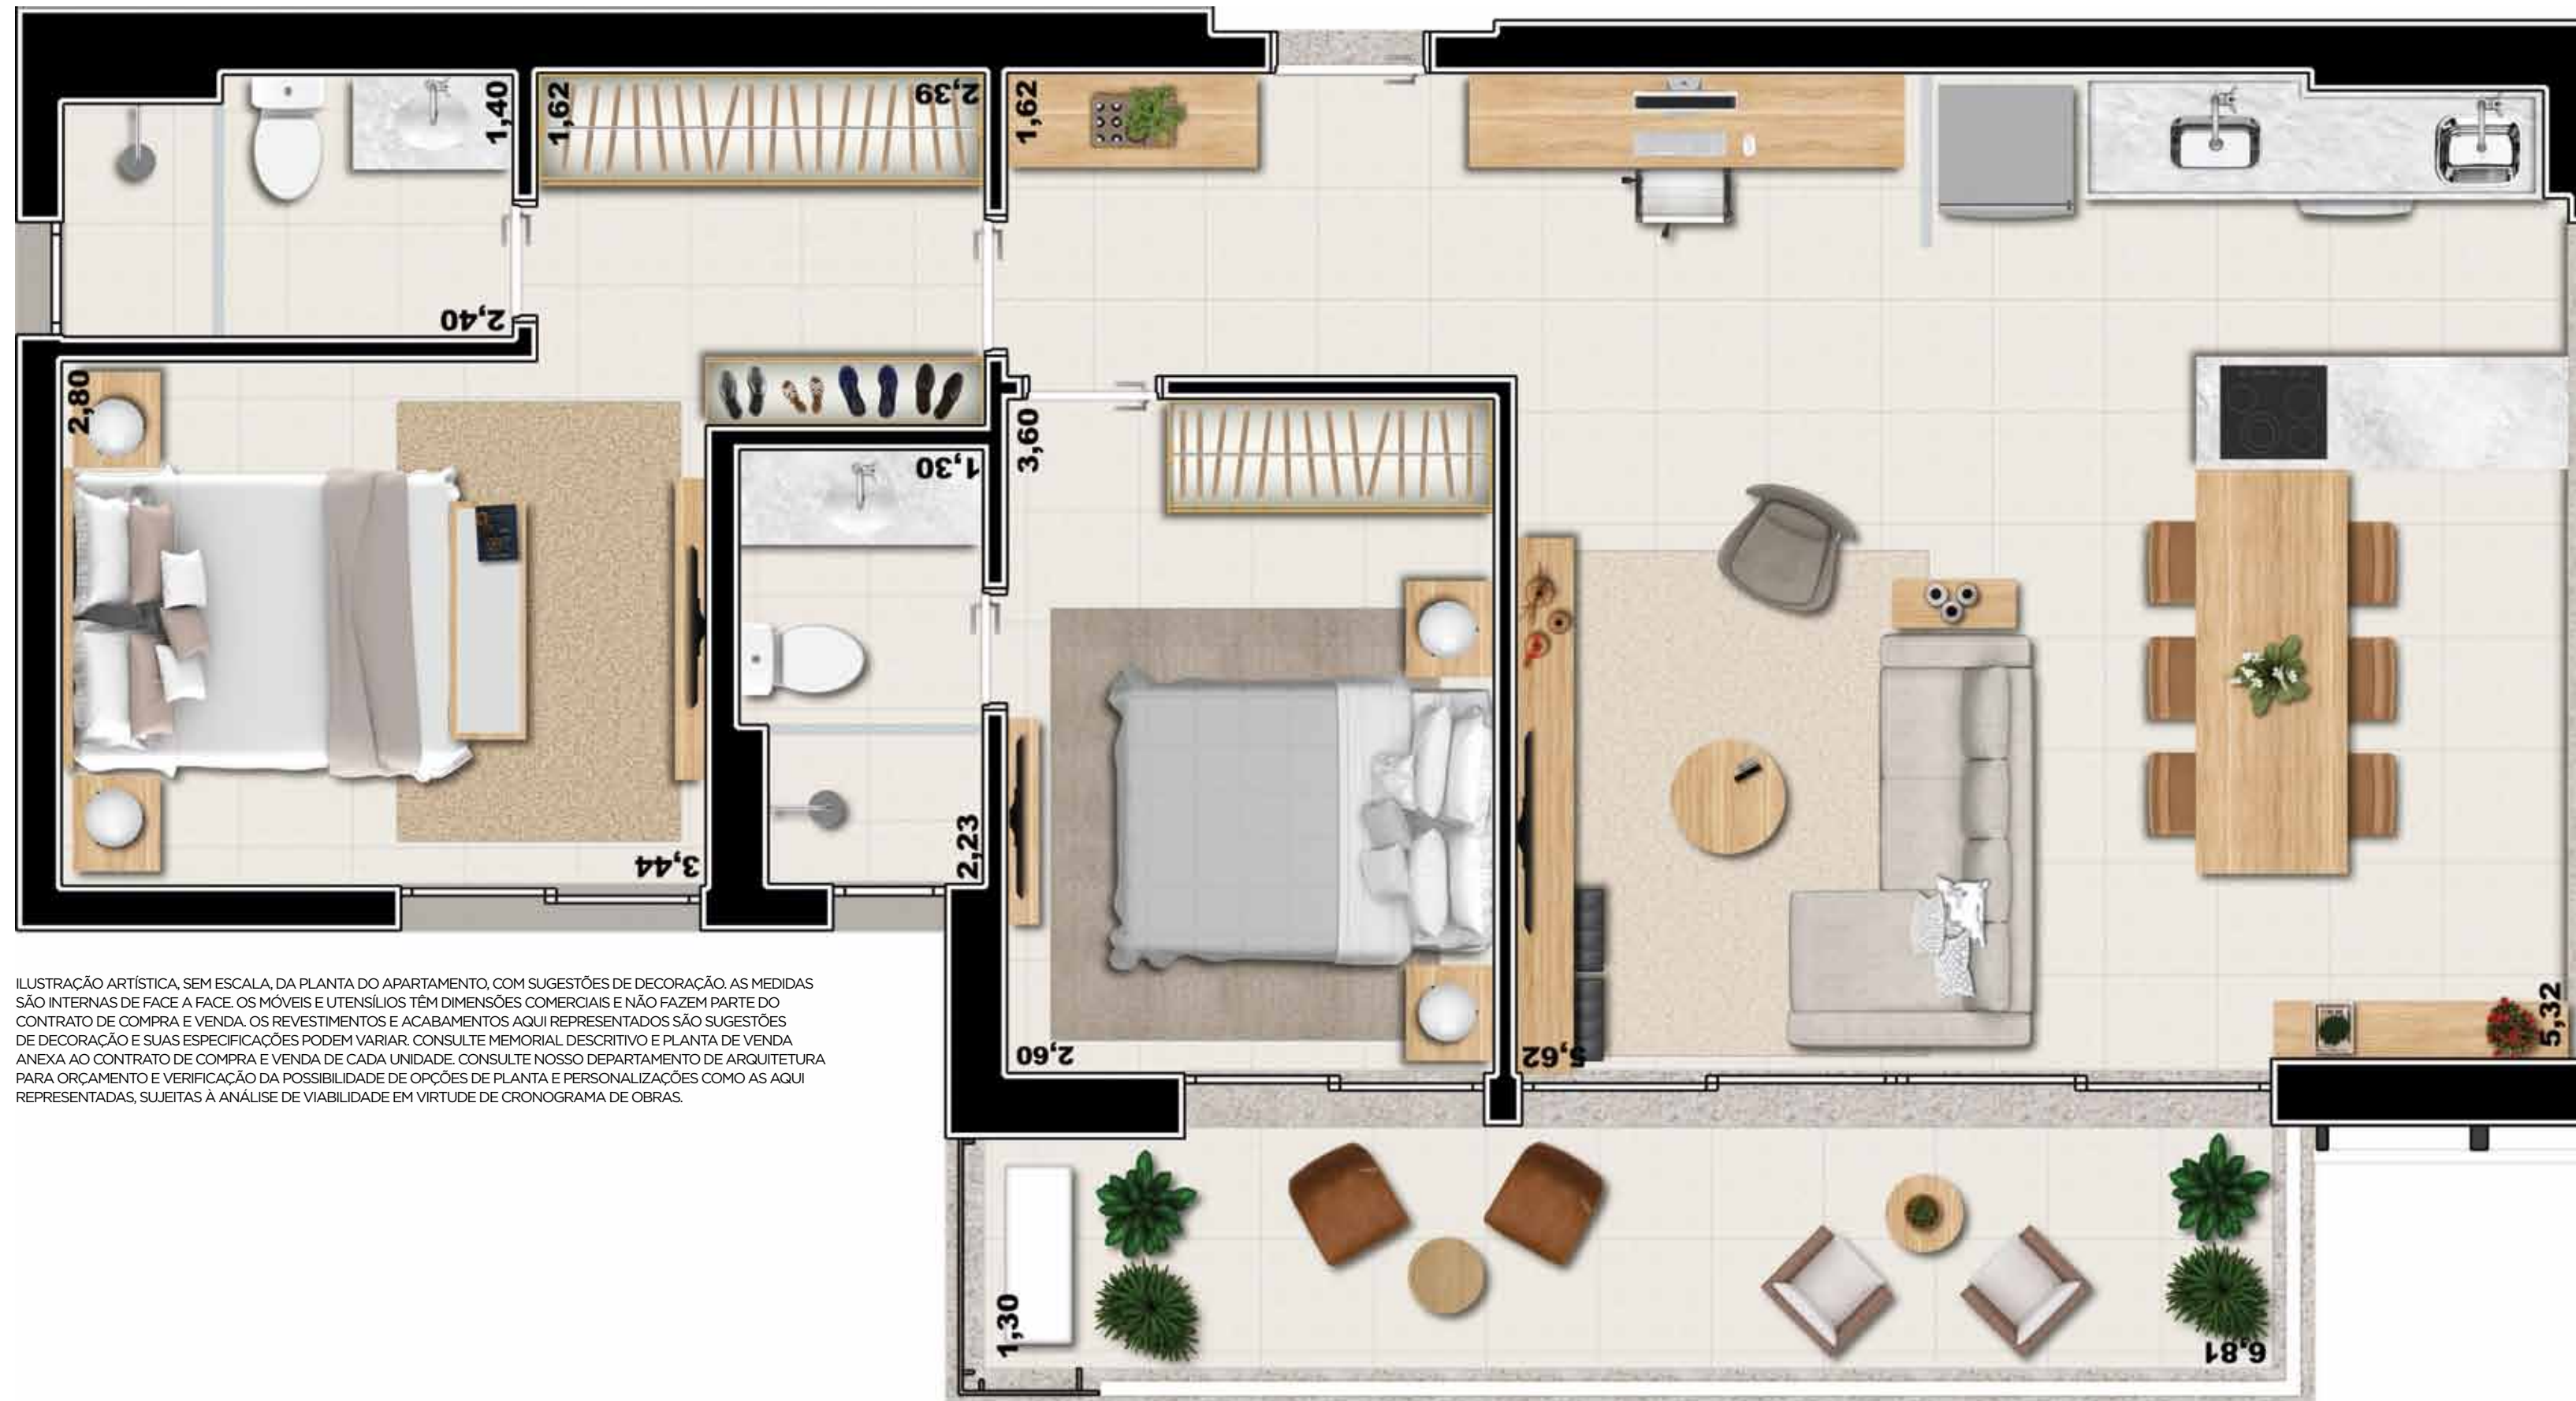 1,40
1,62
2,39
1,62
2,40
2,80
1,30
3,60
3,44
2,23
2,60
5,62
5,32
1,30
6,81
ILUSTRAÇÃO ARTÍSTICA, SEM ESCALA, DA PLANTA DO APARTAMENTO, COM SUGESTÕES DE DECORAÇÃO. AS MEDIDAS
SÃO INTERNAS DE FACE A FACE. OS MÓVEIS E UTENSÍLIOS TÊM DIMENSÕES COMERCIAIS E NÃO FAZEM PARTE DO
CONTRATO DE COMPRA E VENDA. OS REVESTIMENTOS E ACABAMENTOS AQUI REPRESENTADOS SÃO SUGESTÕES
DE DECORAÇÃO E SUAS ESPECIFICAÇÕES PODEM VARIAR. CONSULTE MEMORIAL DESCRITIVO E PLANTA DE VENDA
ANEXA AO CONTRATO DE COMPRA E VENDA DE CADA UNIDADE. CONSULTE NOSSO DEPARTAMENTO DE ARQUITETURA
PARA ORÇAMENTO E VERIFICAÇÃO DA POSSIBILIDADE DE OPÇÕES DE PLANTA E PERSONALIZAÇÕES COMO AS AQUI
REPRESENTADAS, SUJEITAS À ANÁLISE DE VIABILIDADE EM VIRTUDE DE CRONOGRAMA DE OBRAS.